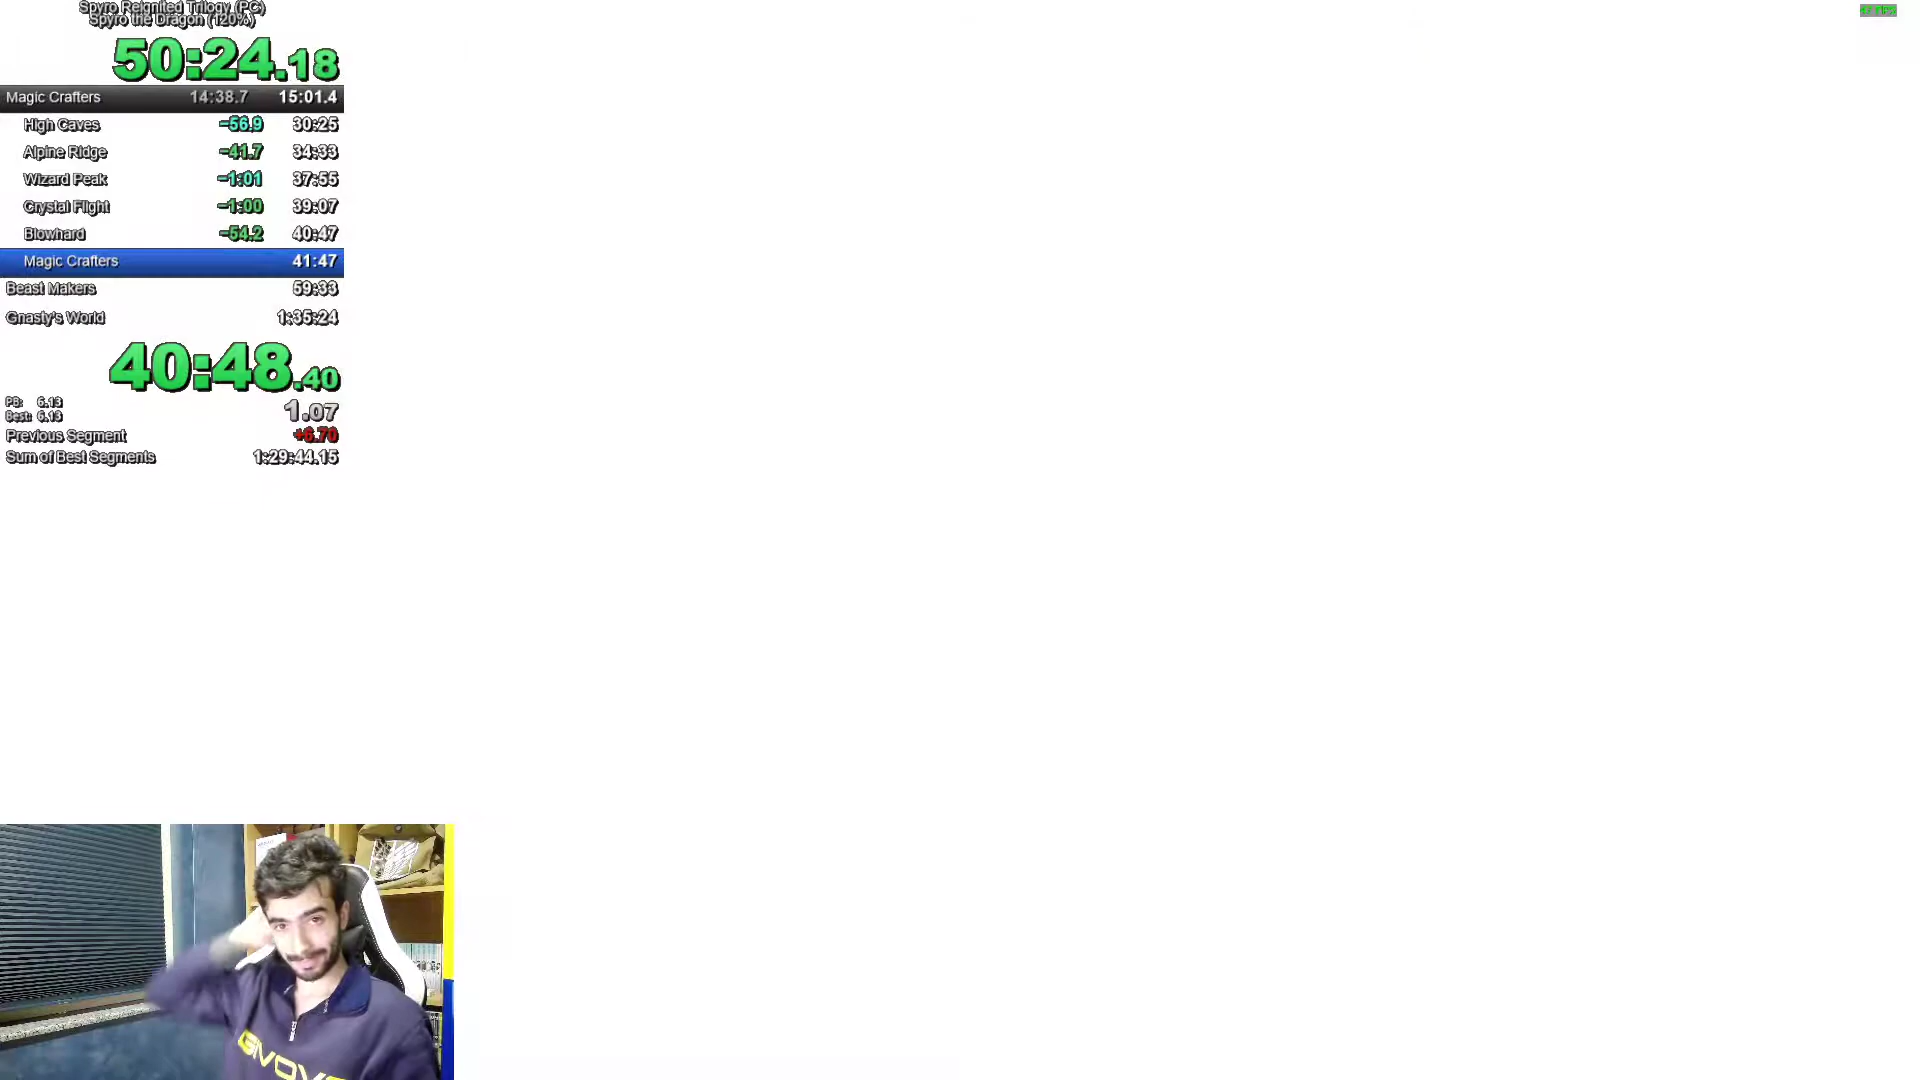 Spyro Reignited Trilogy (PC)
Spyro the Dragon (120%)
50:24.18
Magic Crafters 14:38.7 15:01.4
High Caves -56.9 30:25
Alpine Ridge -41.7 34:33
Wizard Peak -1:01 37:55
Crystal Flight -1:00 39:07
Blowhard -54.2 40:47
Magic Crafters 41:47
Beast Makers 59:33
Gnasty's World 1:35:24
40:48.40
PB: 6.13
Best: 6.13
1.07
Previous Segment +6.70
Sum of Best Segments 1:29:44.15